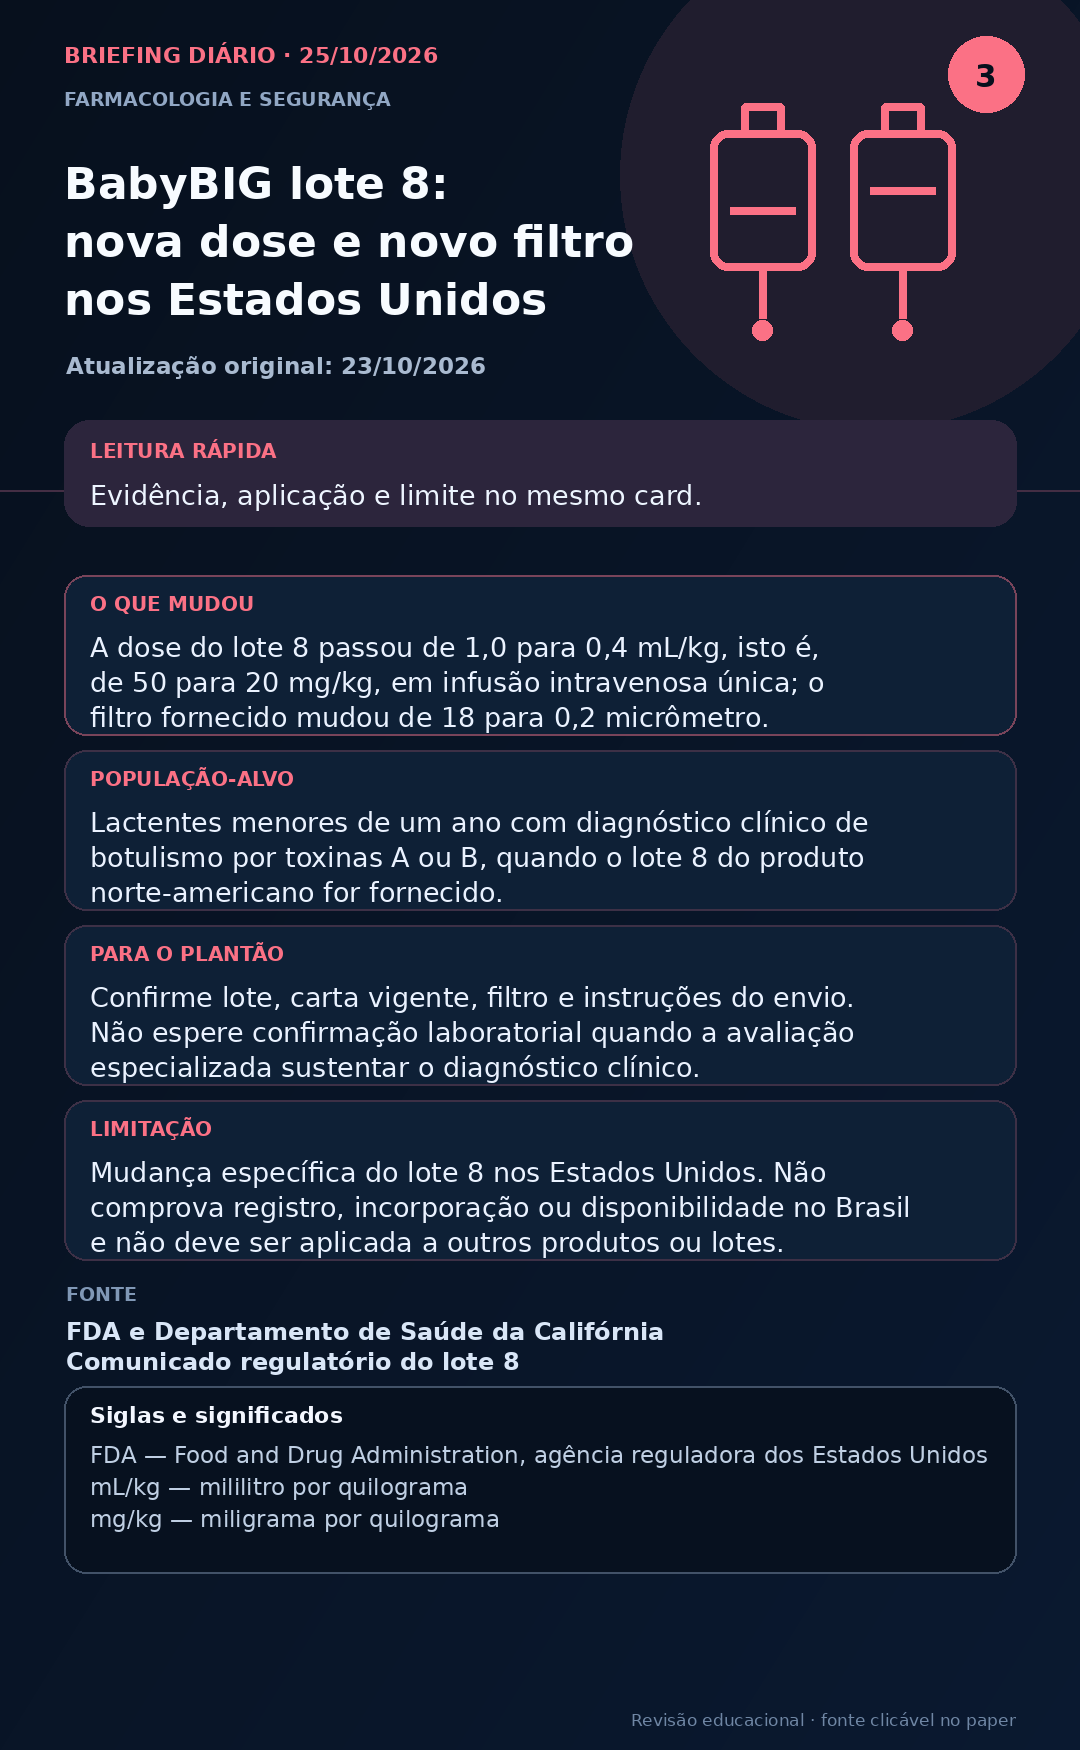 BRIEFING DIÁRIO · 25/10/2026
FARMACOLOGIA E SEGURANÇA
3
BabyBIG lote 8:
nova dose e novo filtro
nos Estados Unidos
Atualização original: 23/10/2026
LEITURA RÁPIDA
Evidência, aplicação e limite no mesmo card.
O QUE MUDOU
A dose do lote 8 passou de 1,0 para 0,4 mL/kg, isto é,
de 50 para 20 mg/kg, em infusão intravenosa única; o
filtro fornecido mudou de 18 para 0,2 micrômetro.
POPULAÇÃO-ALVO
Lactentes menores de um ano com diagnóstico clínico de
botulismo por toxinas A ou B, quando o lote 8 do produto
norte-americano for fornecido.
PARA O PLANTÃO
Confirme lote, carta vigente, filtro e instruções do envio.
Não espere confirmação laboratorial quando a avaliação
especializada sustentar o diagnóstico clínico.
LIMITAÇÃO
Mudança específica do lote 8 nos Estados Unidos. Não
comprova registro, incorporação ou disponibilidade no Brasil
e não deve ser aplicada a outros produtos ou lotes.
FONTE
FDA e Departamento de Saúde da Califórnia
Comunicado regulatório do lote 8
Siglas e significados
FDA — Food and Drug Administration, agência reguladora dos Estados Unidos
mL/kg — mililitro por quilograma
mg/kg — miligrama por quilograma
Revisão educacional · fonte clicável no paper